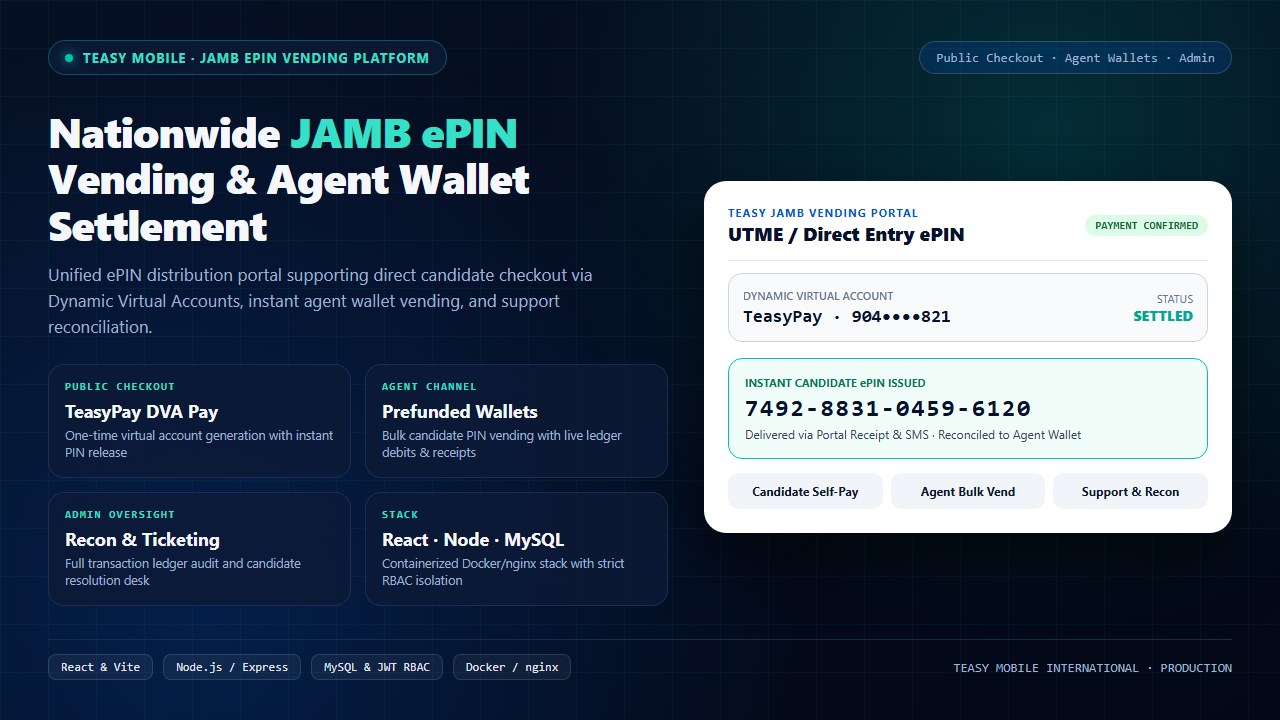 TEASY MOBILE · JAMB EPIN VENDING PLATFORM
Public Checkout · Agent Wallets · Admin
Nationwide JAMB ePIN
Vending & Agent Wallet
Settlement
Unified ePIN distribution portal supporting direct candidate checkout via
Dynamic Virtual Accounts, instant agent wallet vending, and support
reconciliation.
PUBLIC CHECKOUT
TeasyPay DVA Pay
One-time virtual account generation with instant
PIN release
AGENT CHANNEL
Prefunded Wallets
Bulk candidate PIN vending with live ledger
debits & receipts
ADMIN OVERSIGHT
Recon & Ticketing
Full transaction ledger audit and candidate
resolution desk
STACK
React · Node · MySQL
Containerized Docker/nginx stack with strict
RBAC isolation
TEASY JAMB VENDING PORTAL
UTME / Direct Entry ePIN
PAYMENT CONFIRMED
DYNAMIC VIRTUAL ACCOUNT
TeasyPay · 904••••821
STATUS
SETTLED
INSTANT CANDIDATE ePIN ISSUED
7492-8831-0459-6120
Delivered via Portal Receipt & SMS · Reconciled to Agent Wallet
Candidate Self-Pay
Agent Bulk Vend
Support & Recon
React & Vite
Node.js / Express
MySQL & JWT RBAC
Docker / nginx
TEASY MOBILE INTERNATIONAL · PRODUCTION